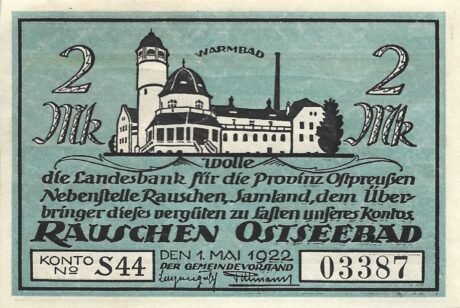 WARMBAD
2 Mk
2 Mk
wolle
die Landesbank für die Provinz Ostpreußen
Nebenstelle Rauschen, Samland, dem Über-
bringer dieses vergüten zu Lasten unseres Kontos
RAUSCHEN OSTSEEBAD
KONTO No S44
DEN 1. MAI 1922
DER GEMEINDEVORSTAND
03387